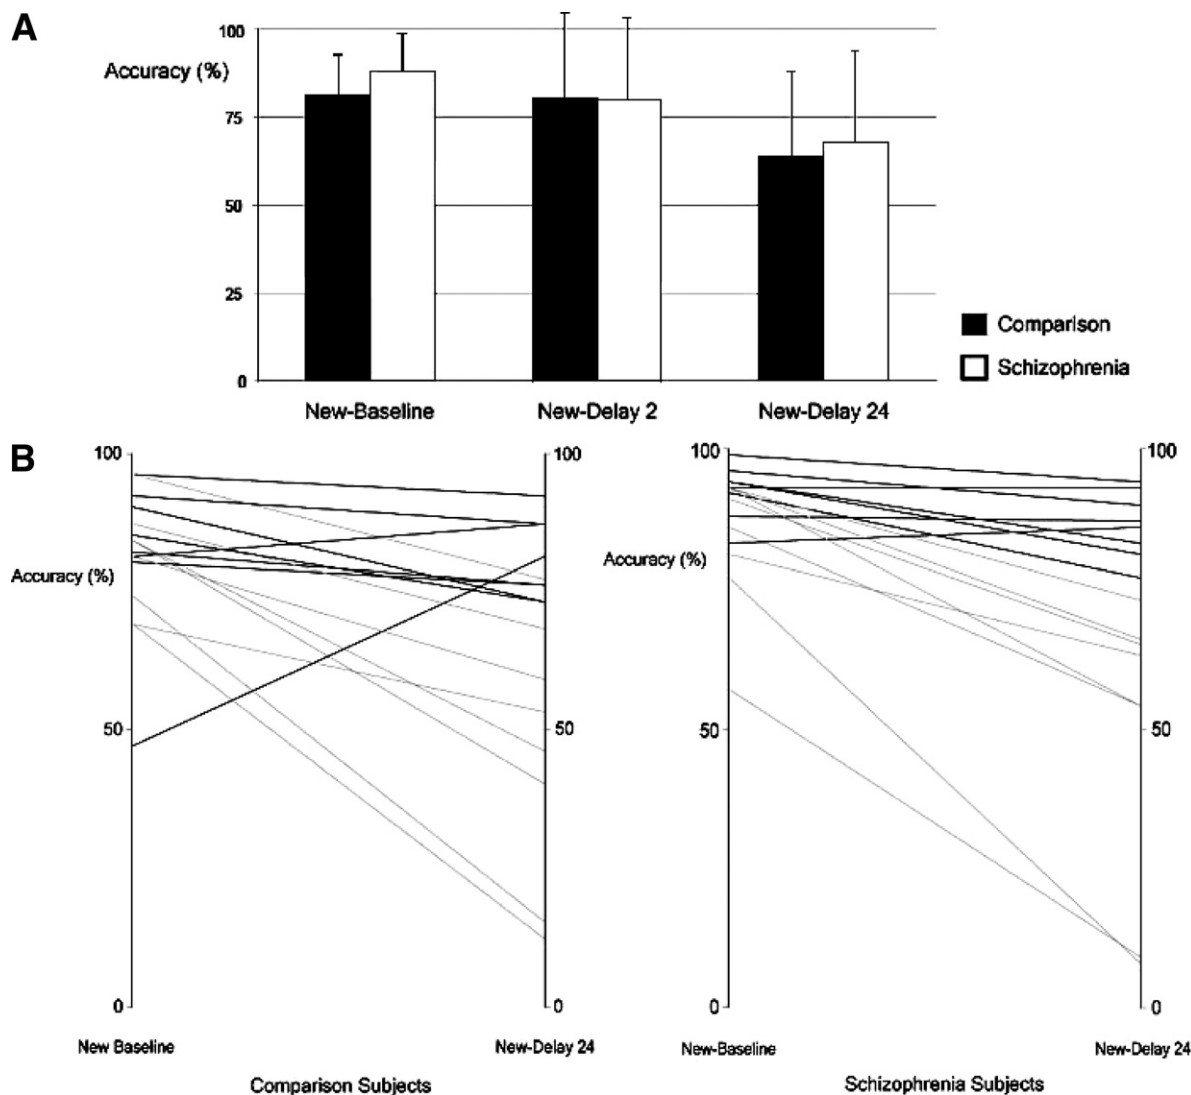 A
100
Accuracy (%)
75
50
25
0
New-Baseline New-Delay 2 New-Delay 24
Comparison
Schizophrenia
B
100 100 100 100
Accuracy (%) Accuracy (%)
50 50 50 50
0 0 0 0
New Baseline New-Delay 24 New-Baseline New-Delay 24
Comparison Subjects Schizophrenia Subjects